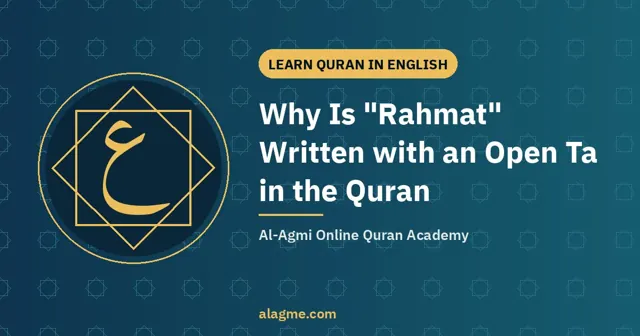 ع
LEARN QURAN IN ENGLISH
Why Is "Rahmat"
Written with an Open Ta
in the Quran
Al-Agmi Online Quran Academy
alagme.com